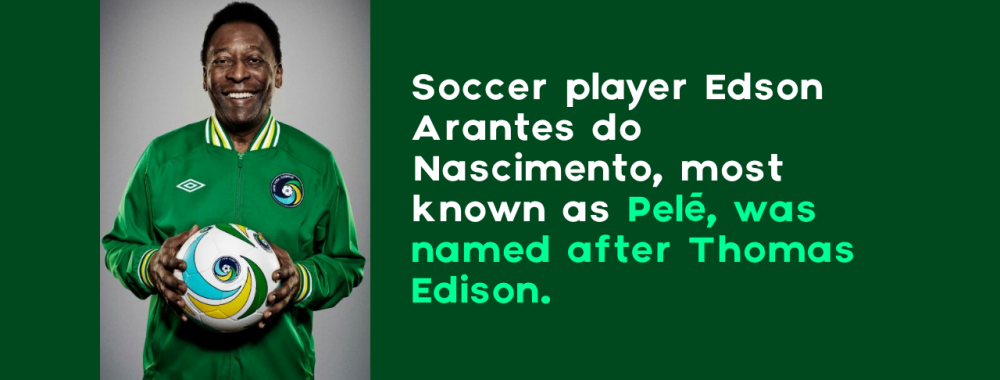 Soccer player Edson
Arantes do
Nascimento, most
known as Pelé, was
named after Thomas
Edison.